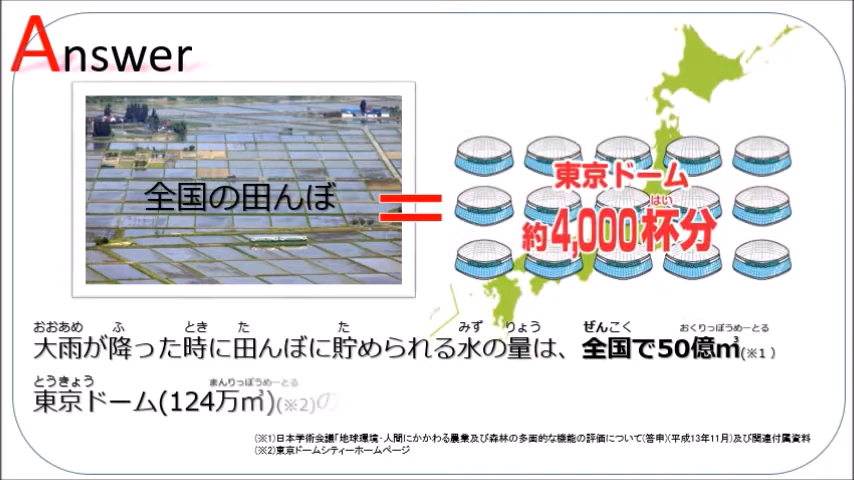 Answer
全国の田んぼ
=
東京ドーム
はい
約4,000杯分
おおあめ ふ とき た た みず りょう ぜんこく おくりっぽうめーとる
大雨が降った時に田んぼに貯められる水の量は、全国で50億㎥(※1)
とうきょう まんりっぽうめーとる
東京ドーム(124万㎥)(※2)の
(※1)日本学術会議「地球環境・人間にかかわる農業及び森林の多面的な機能の評価について(答申)(平成13年11月)及び関連付属資料
(※2)東京ドームシティーホームページ